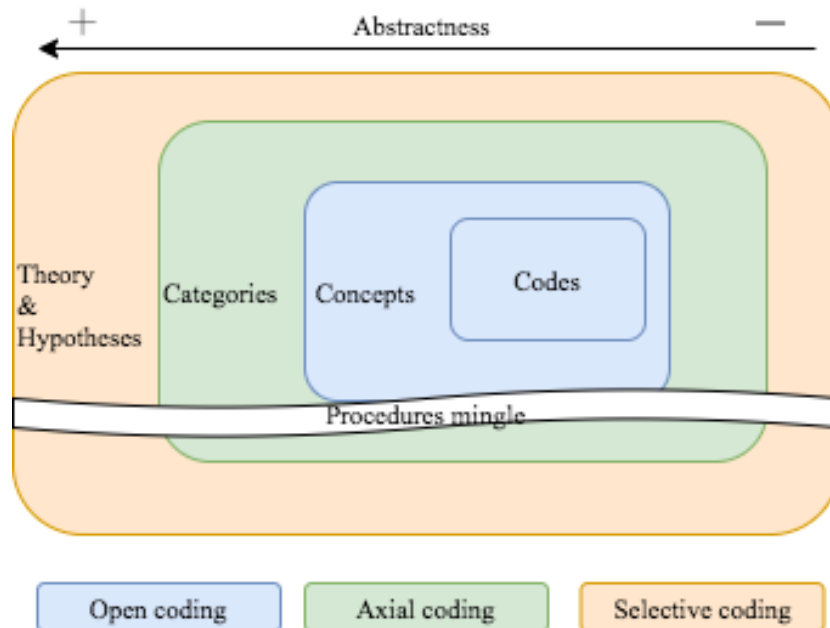 +
Abstractness
−
Theory
&
Hypotheses
Categories
Concepts
Codes
Procedures mingle
Open coding
Axial coding
Selective coding